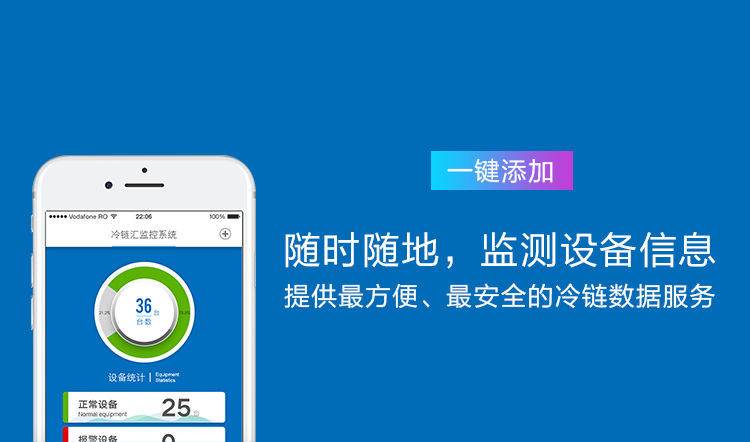 一键添加
随时随地，监测设备信息
提供最方便、最安全的冷链数据服务
Vodafone RO 22:06 100%
冷链汇监控系统
36台
台数
设备统计 Equipment Statistics
正常设备 25台
Normal equipment
报警设备